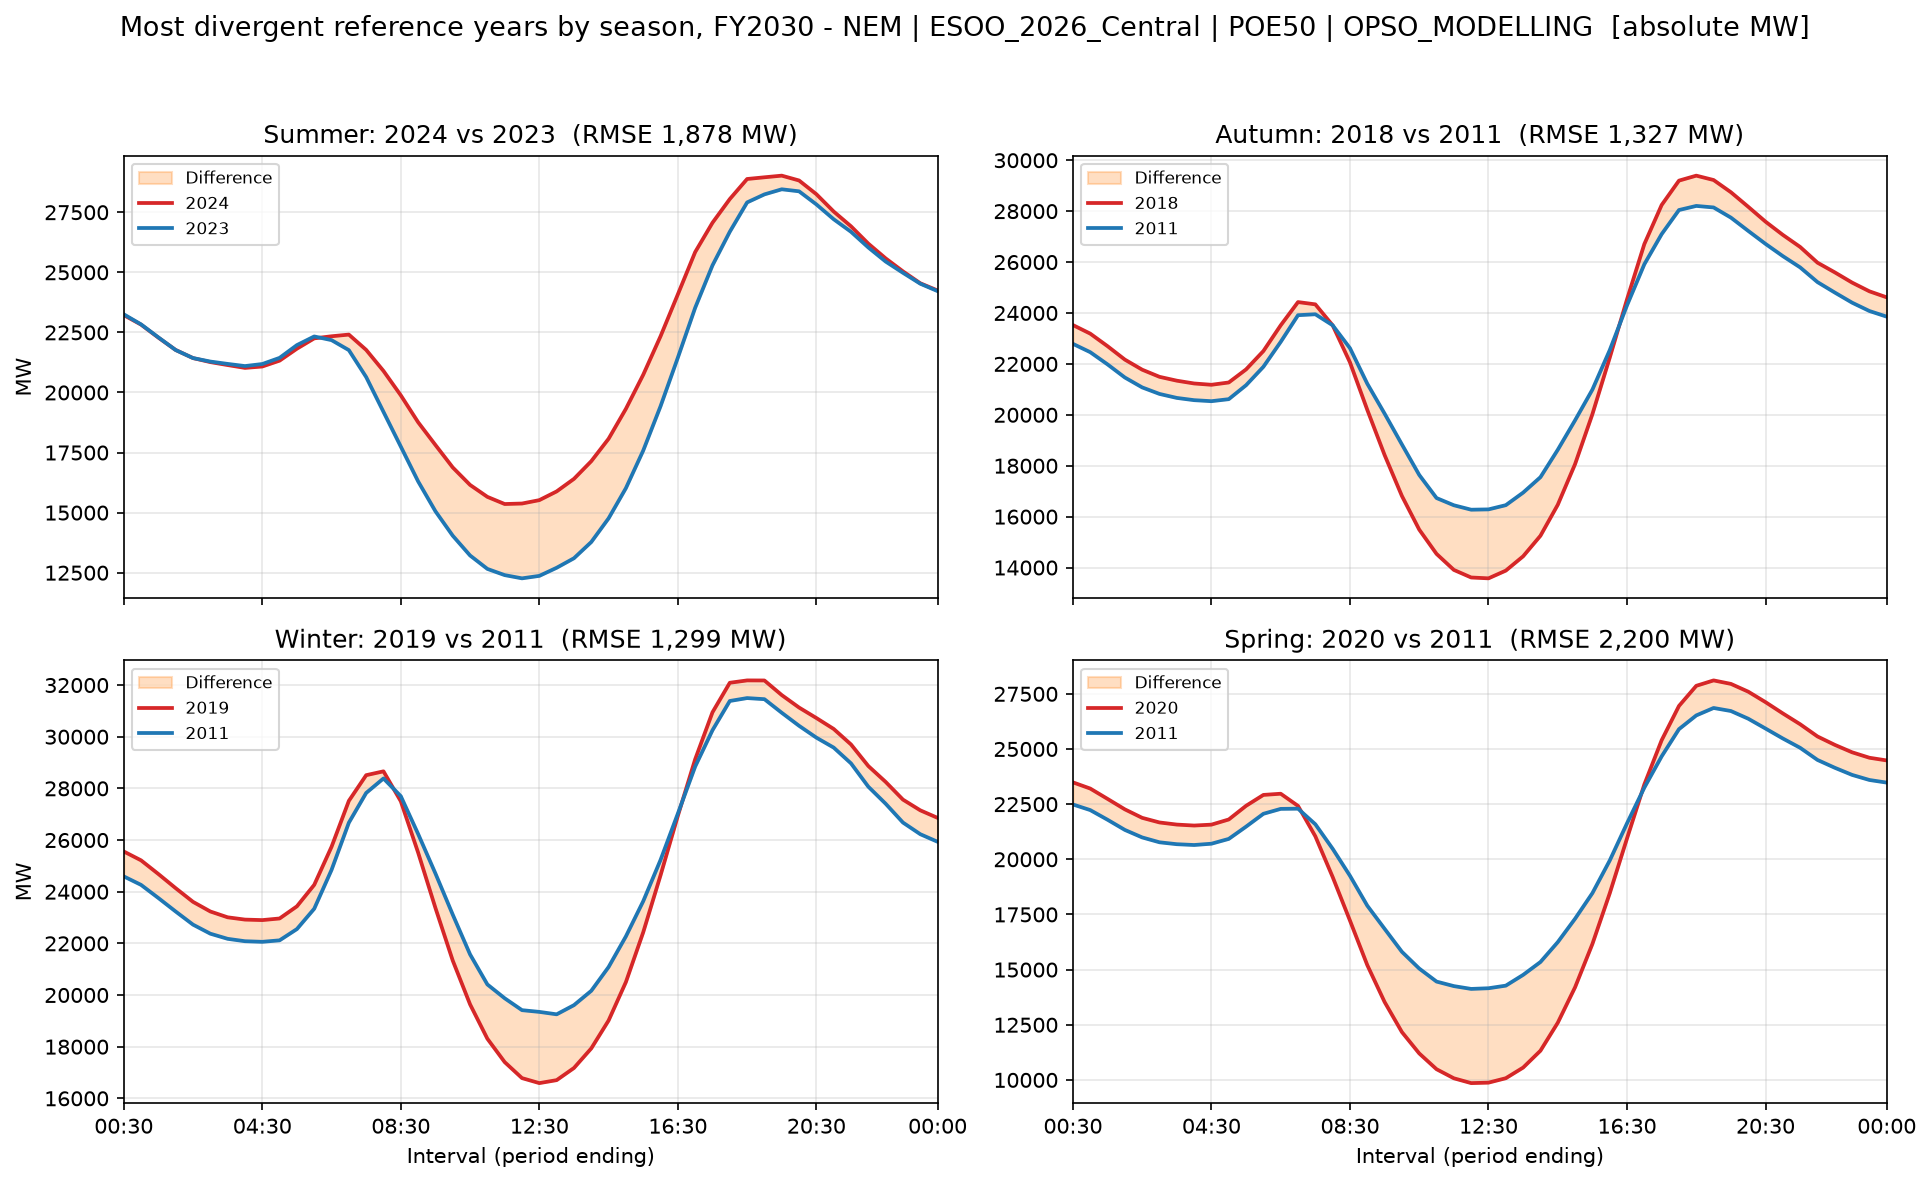 Most divergent reference years by season, FY2030 - NEM | ESOO_2026_Central | POE50 | OPSO_MODELLING  [absolute MW]
Summer: 2024 vs 2023  (RMSE 1,878 MW)
Difference
2024
2023
27500
25000
22500
20000
17500
15000
12500
MW
Autumn: 2018 vs 2011  (RMSE 1,327 MW)
Difference
2018
2011
30000
28000
26000
24000
22000
20000
18000
16000
14000
Winter: 2019 vs 2011  (RMSE 1,299 MW)
Difference
2019
2011
32000
30000
28000
26000
24000
22000
20000
18000
16000
MW
00:30 04:30 08:30 12:30 16:30 20:30 00:00
Interval (period ending)
Spring: 2020 vs 2011  (RMSE 2,200 MW)
Difference
2020
2011
27500
25000
22500
20000
17500
15000
12500
10000
00:30 04:30 08:30 12:30 16:30 20:30 00:00
Interval (period ending)